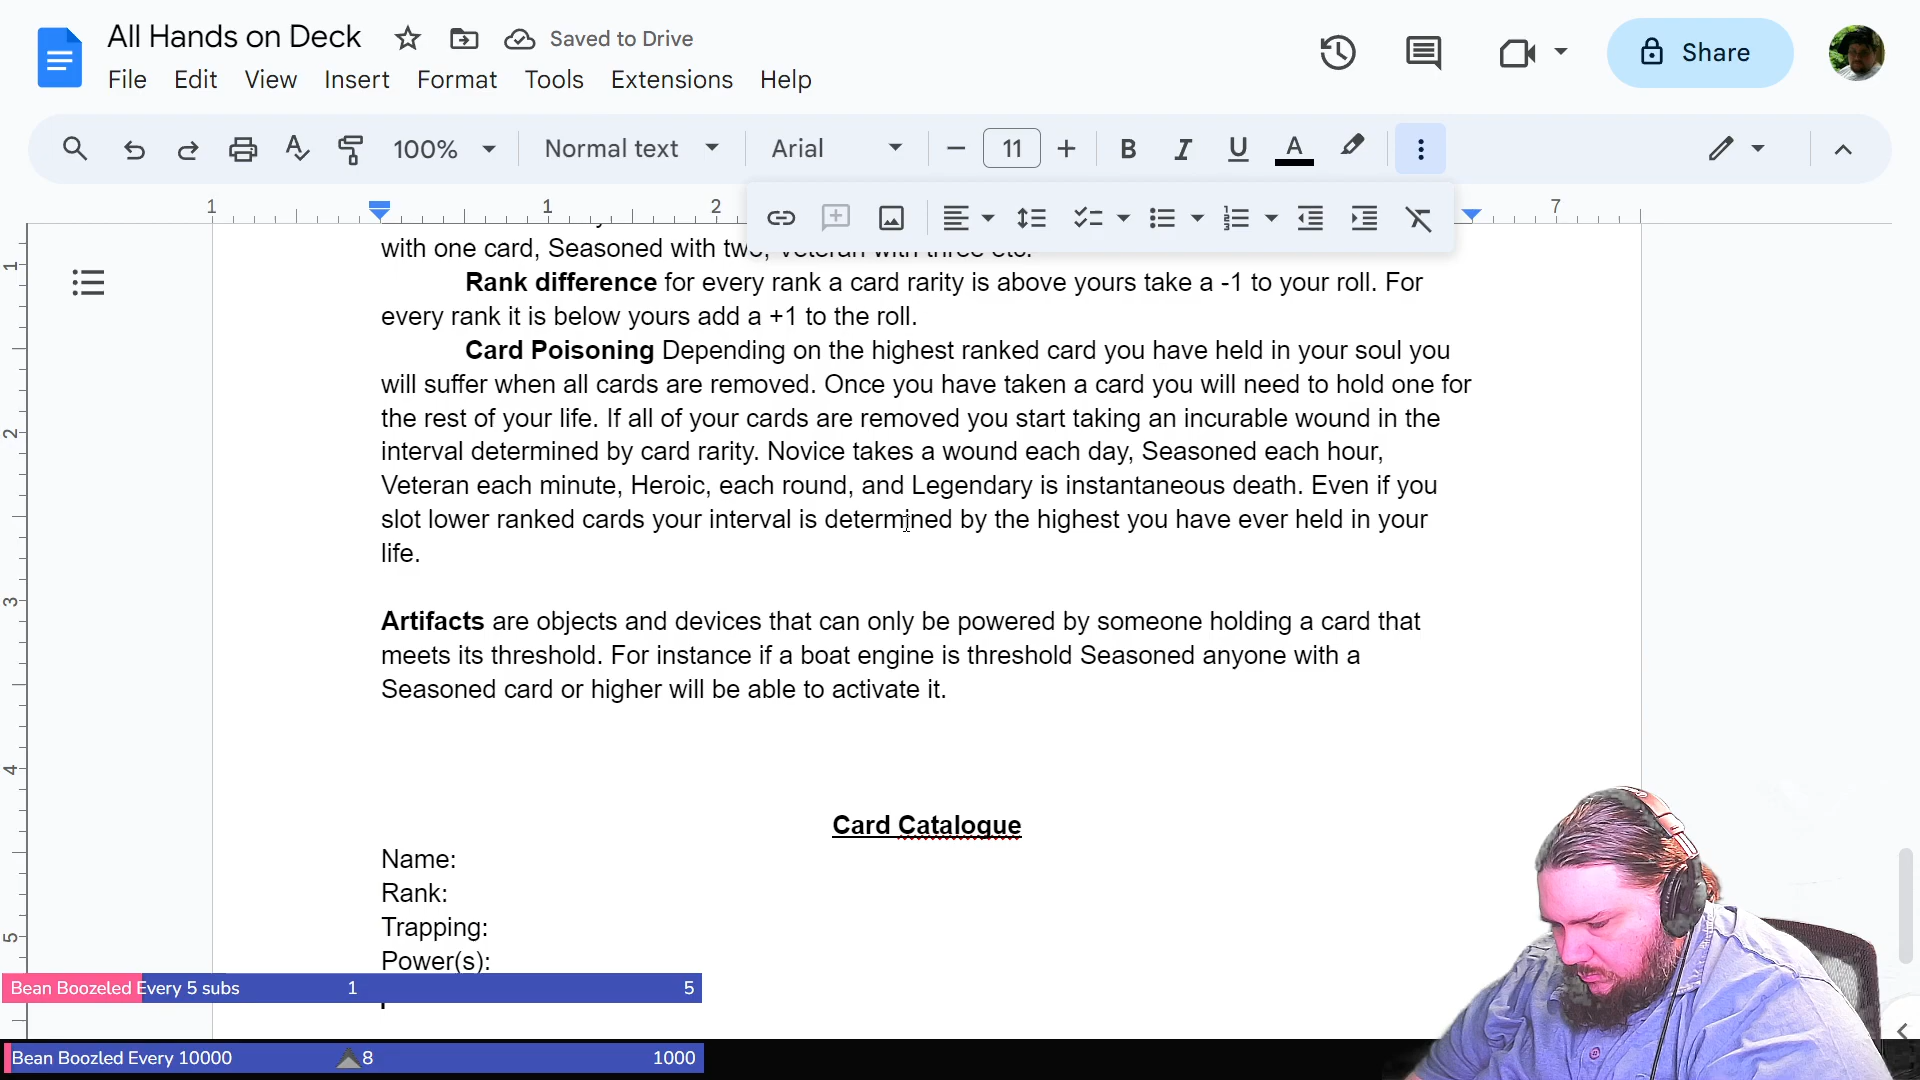 All Hands on Deck
Saved to Drive
File Edit View Insert Format Tools Extensions Help
Share
100% Normal text Arial 11 B I U A
1 1 2 7
with one card, Seasoned with two, Veteran with three etc.
Rank difference for every rank a card rarity is above yours take a -1 to your roll. For
every rank it is below yours add a +1 to the roll.
Card Poisoning Depending on the highest ranked card you have held in your soul you
will suffer when all cards are removed. Once you have taken a card you will need to hold one for
the rest of your life. If all of your cards are removed you start taking an incurable wound in the
interval determined by card rarity. Novice takes a wound each day, Seasoned each hour,
Veteran each minute, Heroic, each round, and Legendary is instantaneous death. Even if you
slot lower ranked cards your interval is determined by the highest you have ever held in your
life.
Artifacts are objects and devices that can only be powered by someone holding a card that
meets its threshold. For instance if a boat engine is threshold Seasoned anyone with a
Seasoned card or higher will be able to activate it.
Card Catalogue
Name:
Rank:
Trapping:
Power(s):
1
2
3
4
5
Bean Boozeled Every 5 subs 1 5
Bean Boozled Every 10000 8 1000